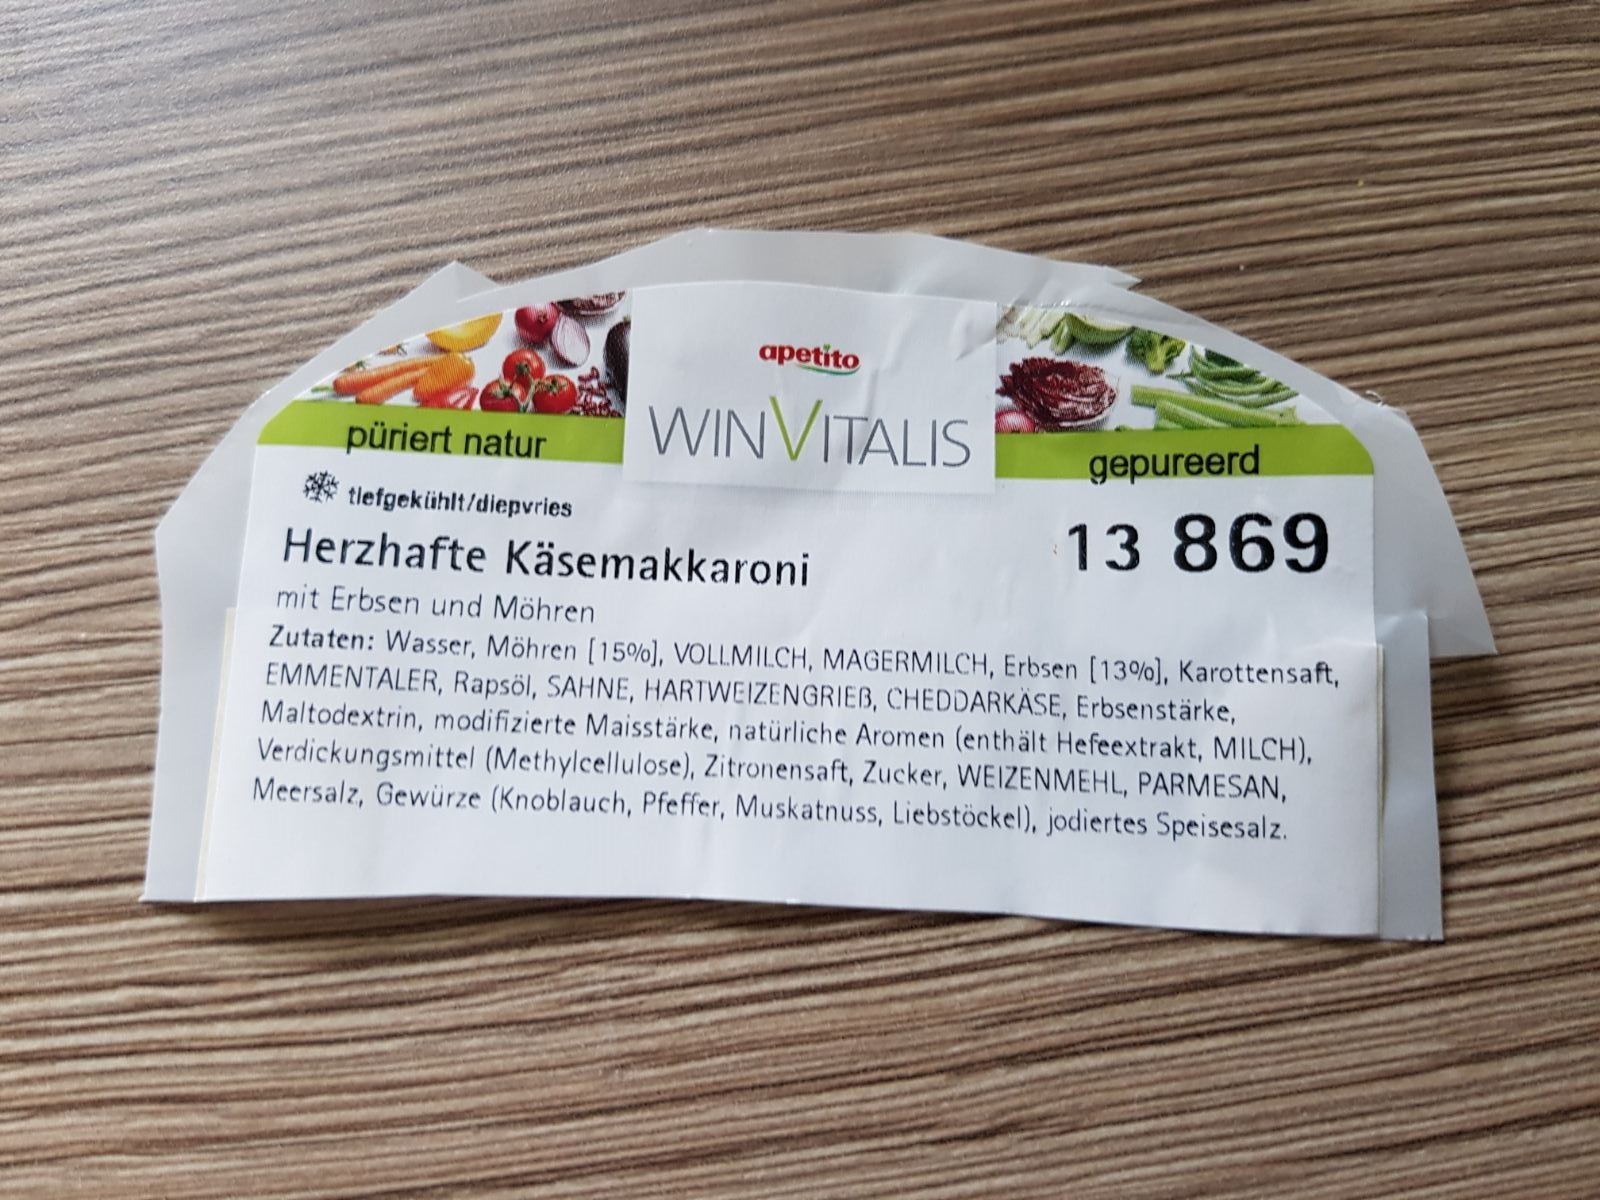 apetito
WINVITALIS
püriert natur
gepureerd
tiefgekühlt/diepvries
Herzhafte Käsemakkaroni
13 869
mit Erbsen und Möhren
Zutaten: Wasser, Möhren [15%], VOLLMILCH, MAGERMILCH, Erbsen [13%], Karottensaft,
EMMENTALER, Rapsöl, SAHNE, HARTWEIZENGRIEß, CHEDDARKÄSE, Erbsenstärke,
Maltodextrin, modifizierte Maisstärke, natürliche Aromen (enthält Hefeextrakt, MILCH),
Verdickungsmittel (Methylcellulose), Zitronensaft, Zucker, WEIZENMEHL, PARMESAN,
Meersalz, Gewürze (Knoblauch, Pfeffer, Muskatnuss, Liebstöckel), jodiertes Speisesalz.